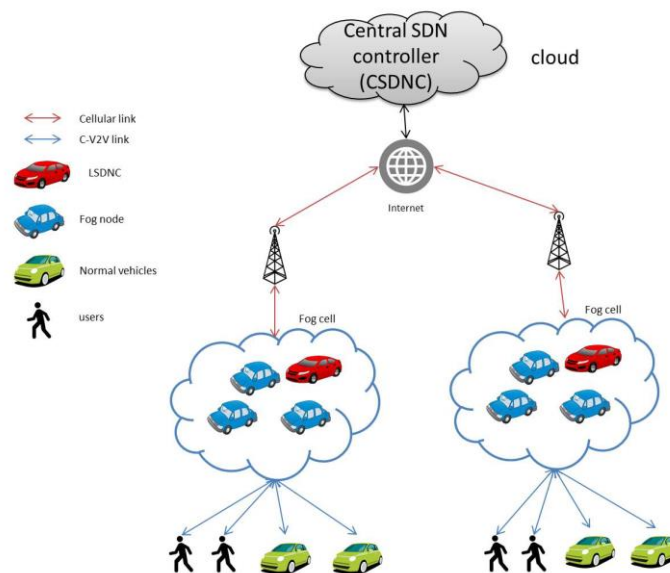 Central SDN
controller
(CSDNC)
cloud
Cellular link
C-V2V link
LSDNC
Fog node
Normal vehicles
users
Internet
Fog cell
Fog cell